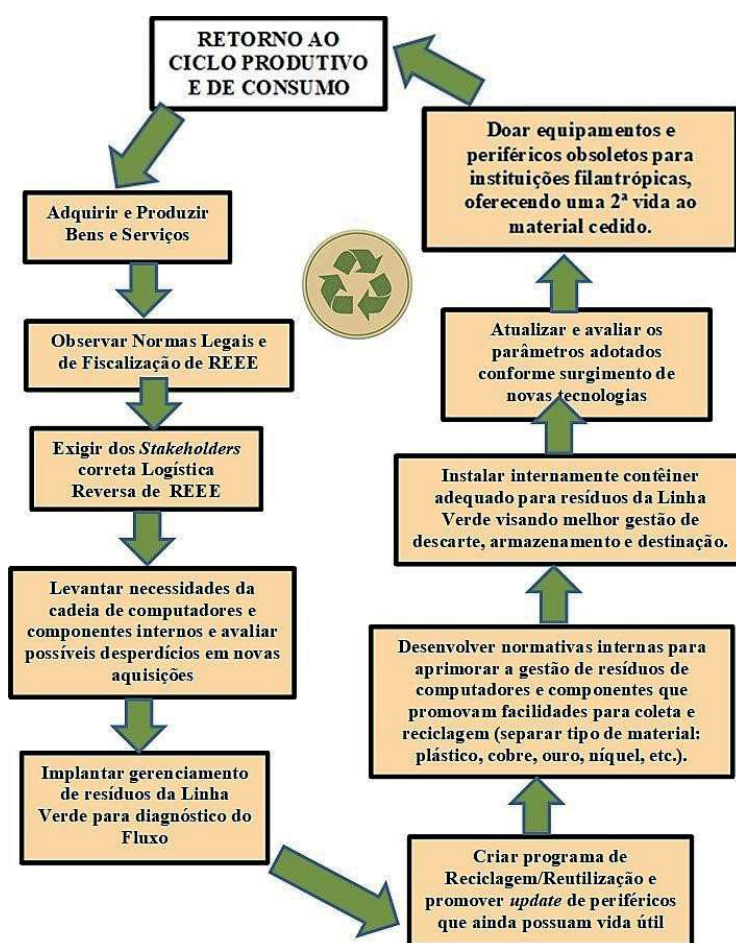 RETORNO AO
CICLO PRODUTIVO
E DE CONSUMO
Adquirir e Produzir
Bens e Serviços
Observar Normas Legais e
de Fiscalização de REEE
Exigir dos Stakeholders
correta Logística
Reversa de REEE
Levantar necessidades da
cadeia de computadores e
componentes internos e avaliar
possíveis desperdícios em novas
aquisições
Implantar gerenciamento
de resíduos da Linha
Verde para diagnóstico do
Fluxo
Criar programa de
Reciclagem/Reutilização e
promover update de periféricos
que ainda possuam vida útil
Desenvolver normativas internas para
aprimorar a gestão de resíduos de
computadores e componentes que
promovam facilidades para coleta e
reciclagem (separar tipo de material:
plástico, cobre, ouro, níquel, etc.).
Instalar internamente contêiner
adequado para resíduos da Linha
Verde visando melhor gestão de
descarte, armazenamento e destinação.
Atualizar e avaliar os
parâmetros adotados
conforme surgimento de
novas tecnologias
Doar equipamentos e
periféricos obsoletos para
instituições filantrópicas,
oferecendo uma 2ª vida ao
material cedido.